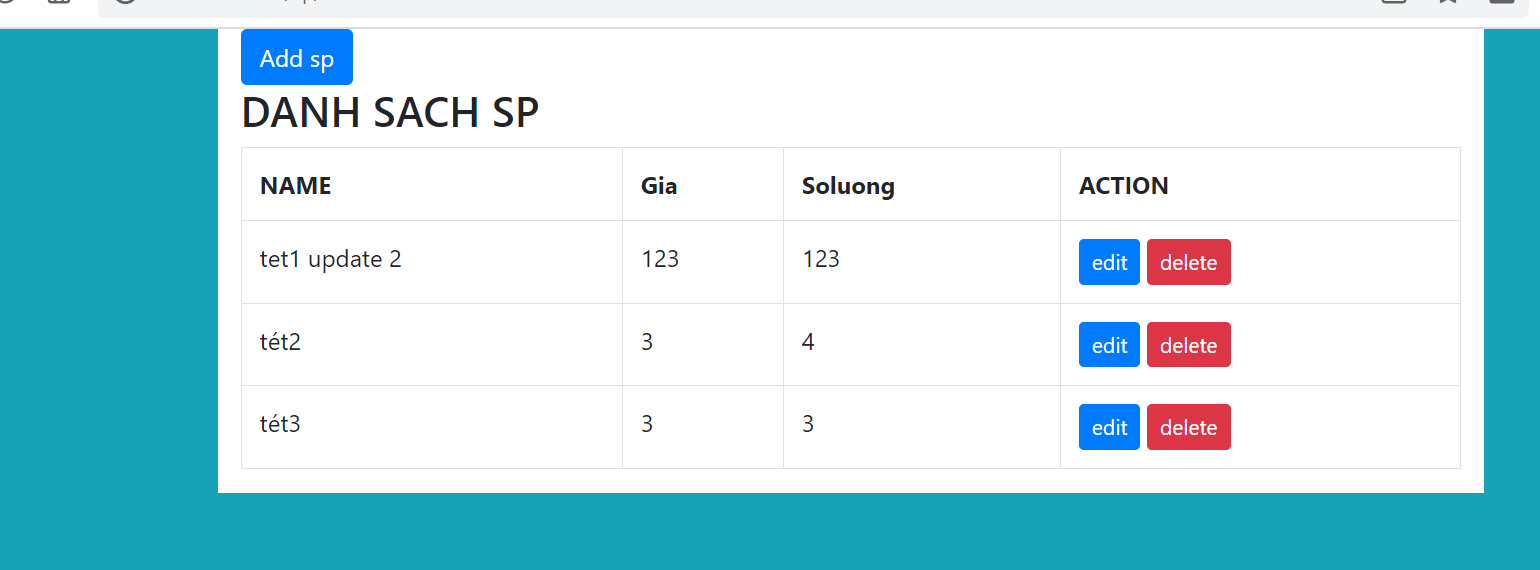 Add sp
DANH SACH SP
NAME Gia Soluong ACTION
tet1 update 2 123 123 edit delete
tét2 3 4 edit delete
tét3 3 3 edit delete